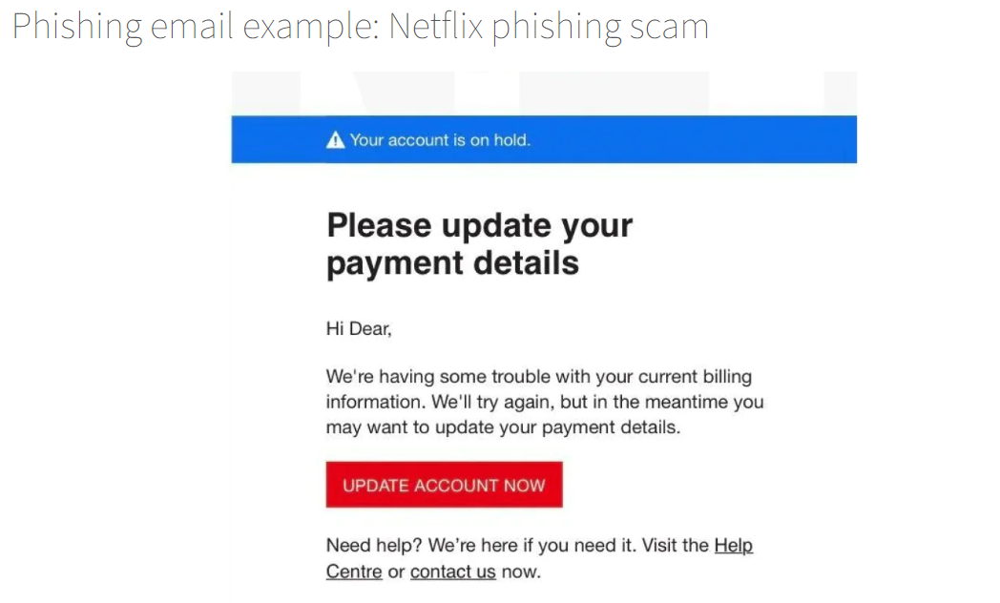 Phishing email example: Netflix phishing scam
Your account is on hold.
Please update your
payment details
Hi Dear,
We're having some trouble with your current billing
information. We'll try again, but in the meantime you
may want to update your payment details.
UPDATE ACCOUNT NOW
Need help? We’re here if you need it. Visit the Help
Centre or contact us now.